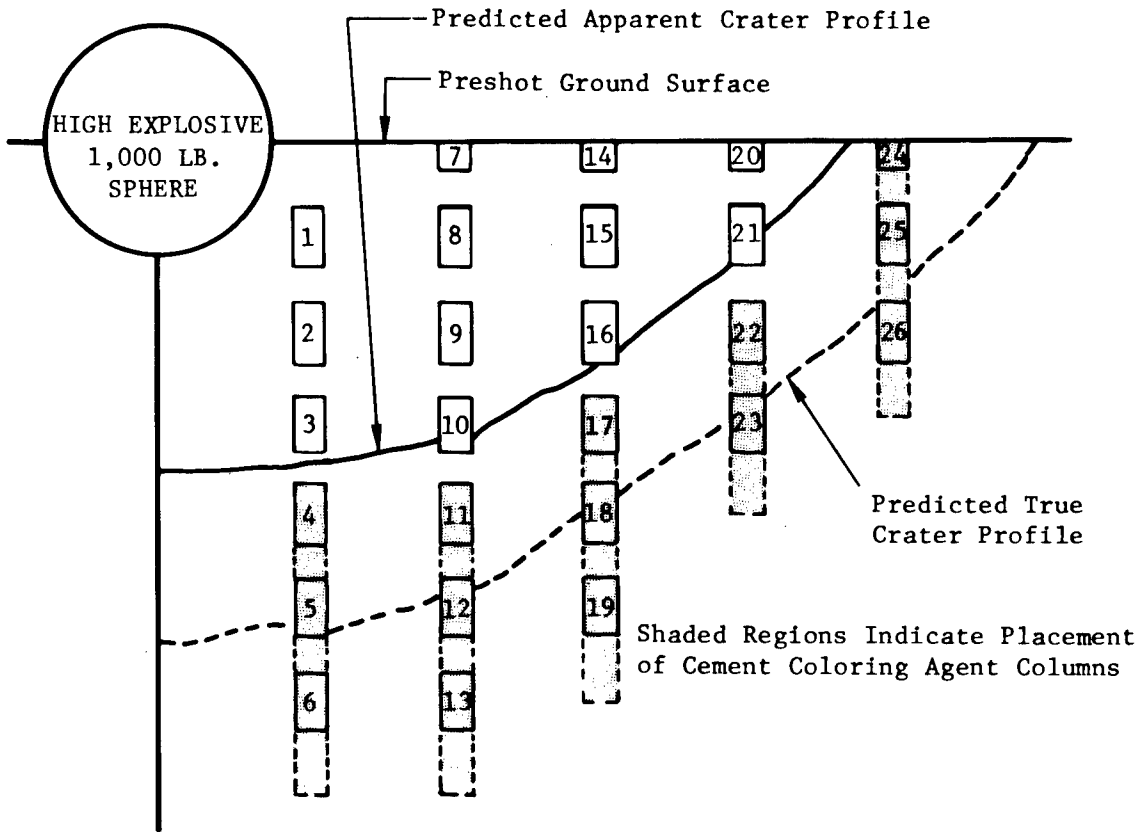 Predicted Apparent Crater Profile
Preshot Ground Surface
HIGH EXPLOSIVE
1,000 LB.
SPHERE
7
14
20
24
1
8
15
21
25
2
9
16
22
26
3
10
17
23
4
11
18
Predicted True
Crater Profile
5
12
19
Shaded Regions Indicate Placement
of Cement Coloring Agent Columns
6
13